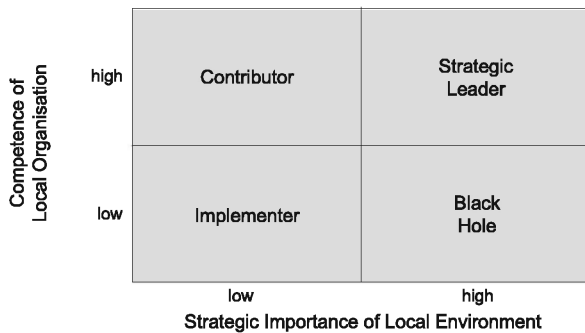 Competence of
Local Organisation
high
Contributor
Strategic
Leader
low
Implementer
Black
Hole
low
high
Strategic Importance of Local Environment